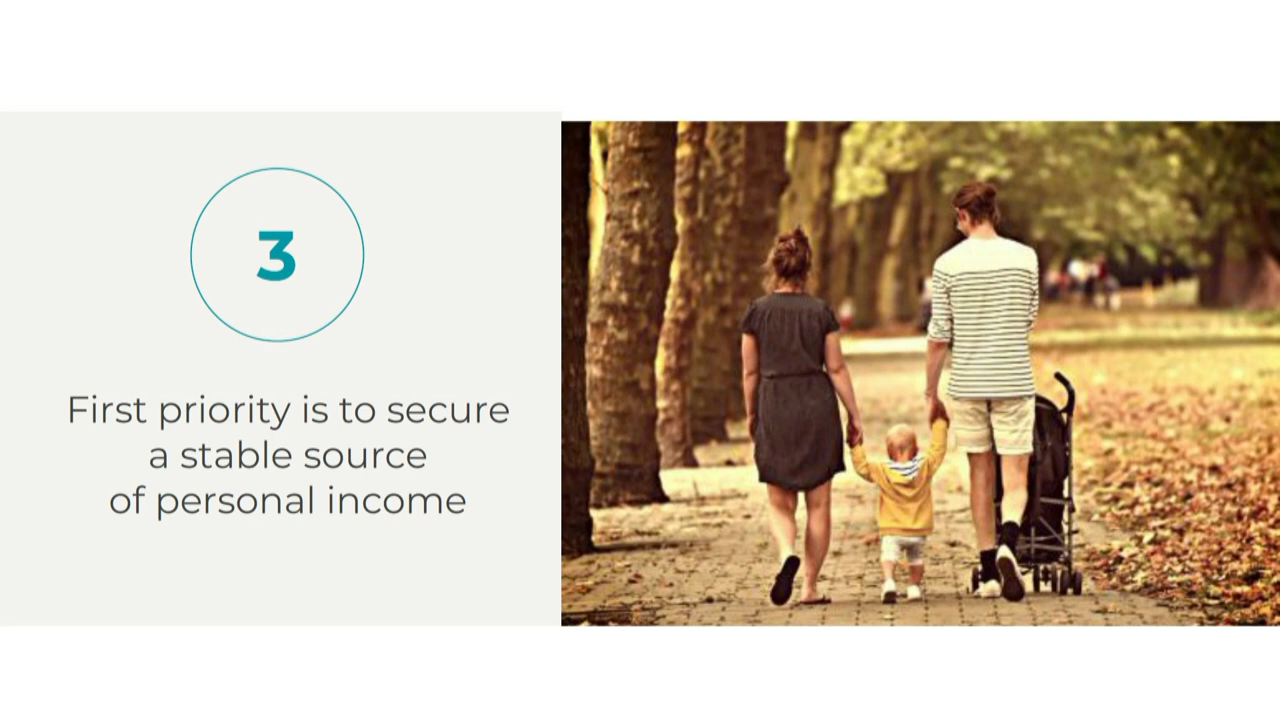 3
First priority is to secure
a stable source
of personal income